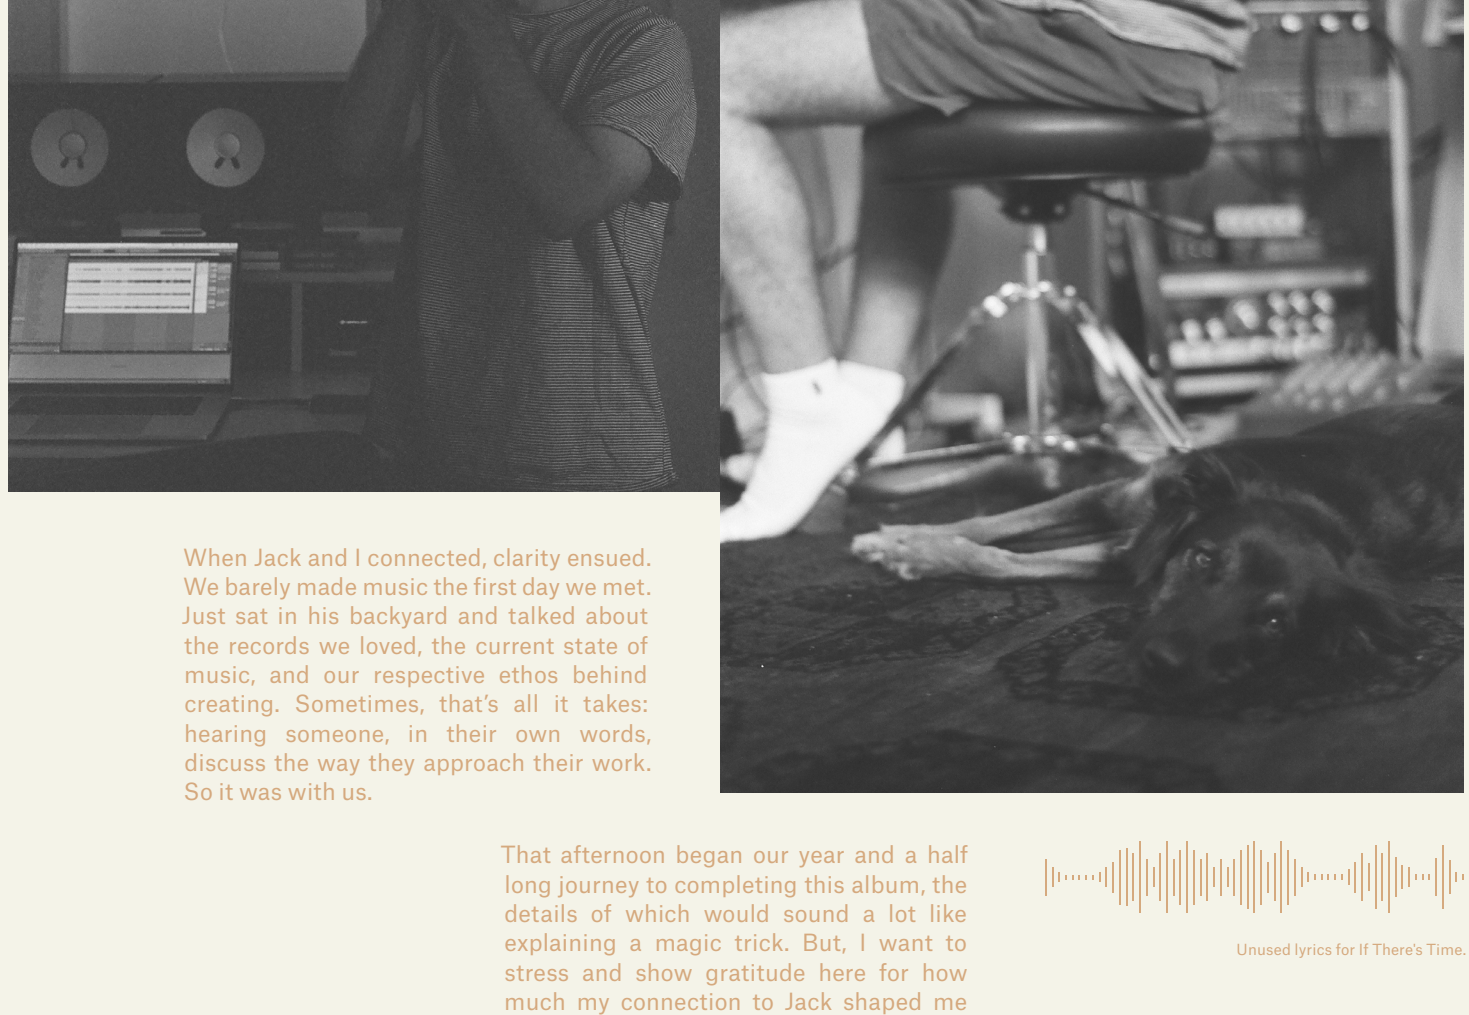 When Jack and I connected, clarity ensued.
We barely made music the first day we met.
Just sat in his backyard and talked about
the records we loved, the current state of
music, and our respective ethos behind
creating. Sometimes, that’s all it takes:
hearing someone, in their own words,
discuss the way they approach their work.
So it was with us.
That afternoon began our year and a half
long journey to completing this album, the
details of which would sound a lot like
explaining a magic trick. But, I want to
stress and show gratitude here for how
much my connection to Jack shaped me
Unused lyrics for If There’s Time.